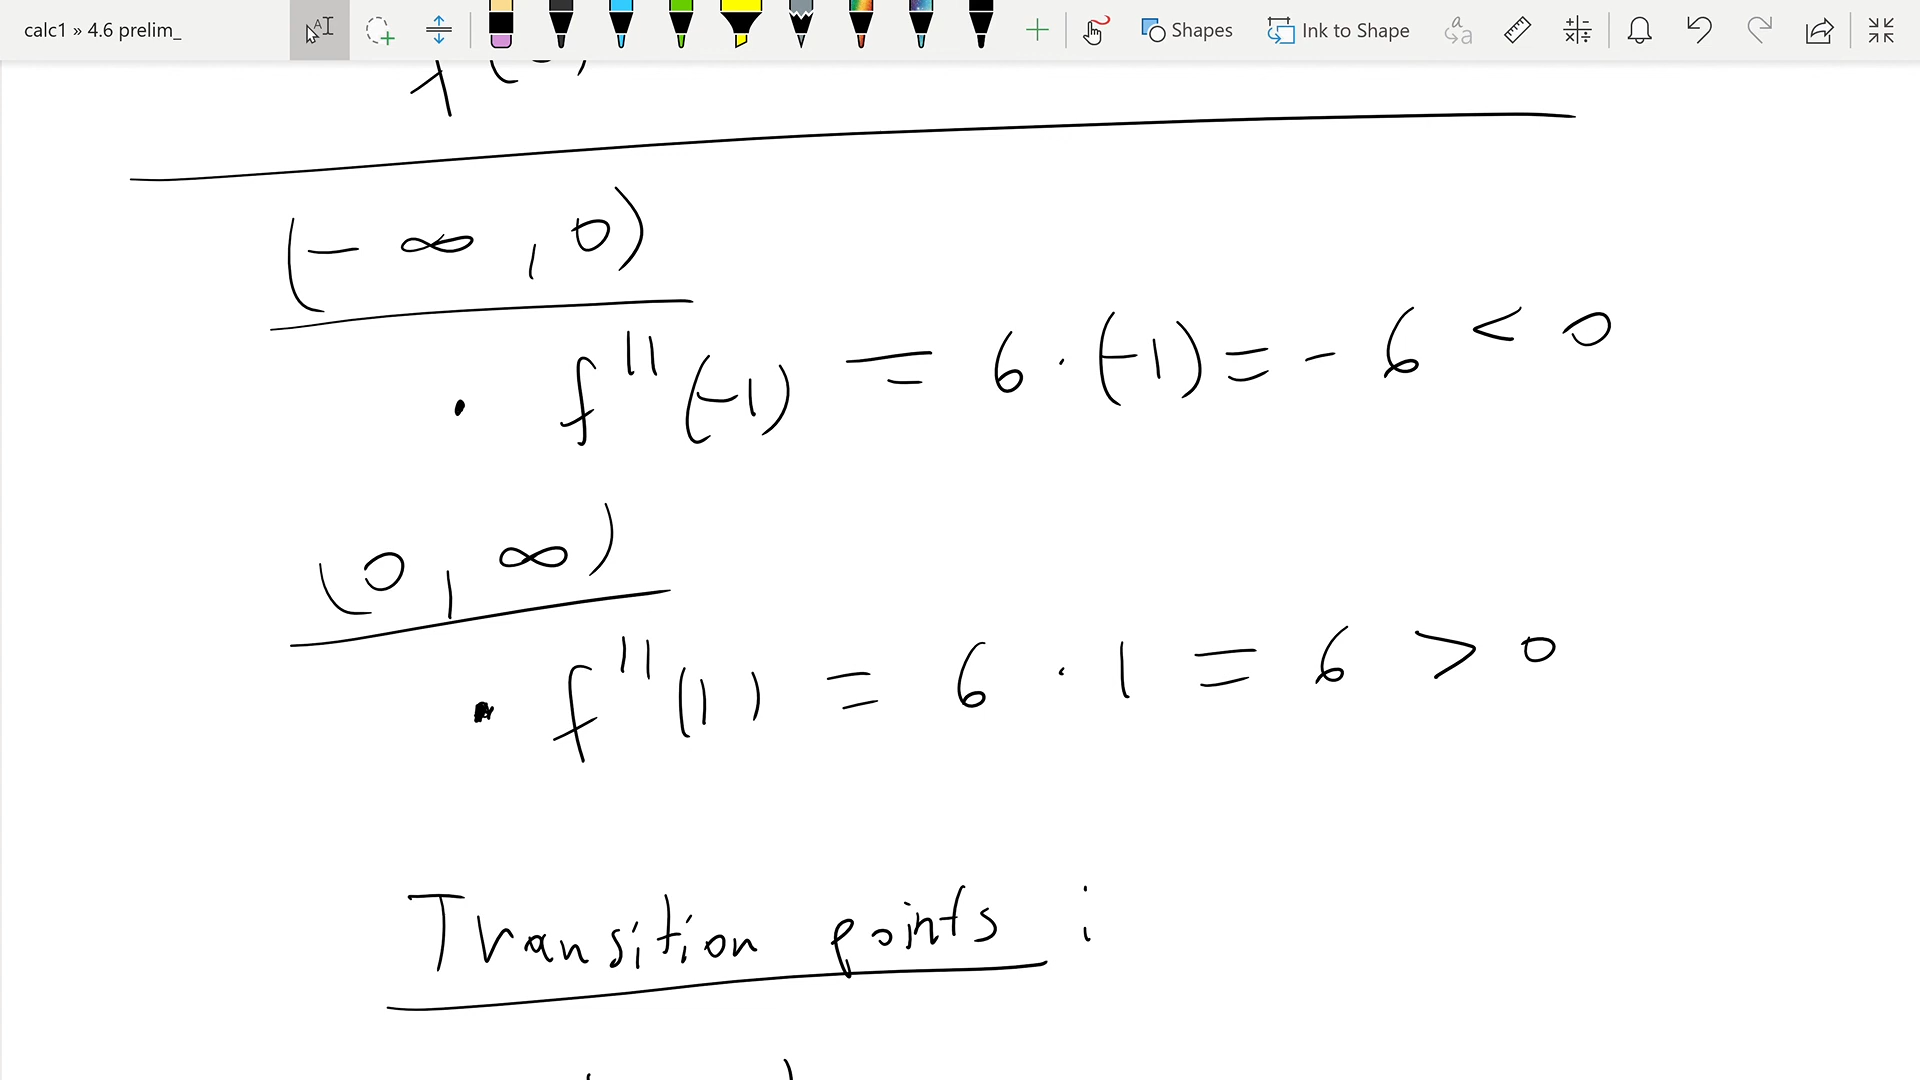 calc1 » 4.6 prelim_
Shapes
Ink to Shape
(-∞, 0)
• f''(-1) = 6 · (-1) = -6 < 0
(0, ∞)
• f''(1) = 6 · 1 = 6 > 0
Transition points :